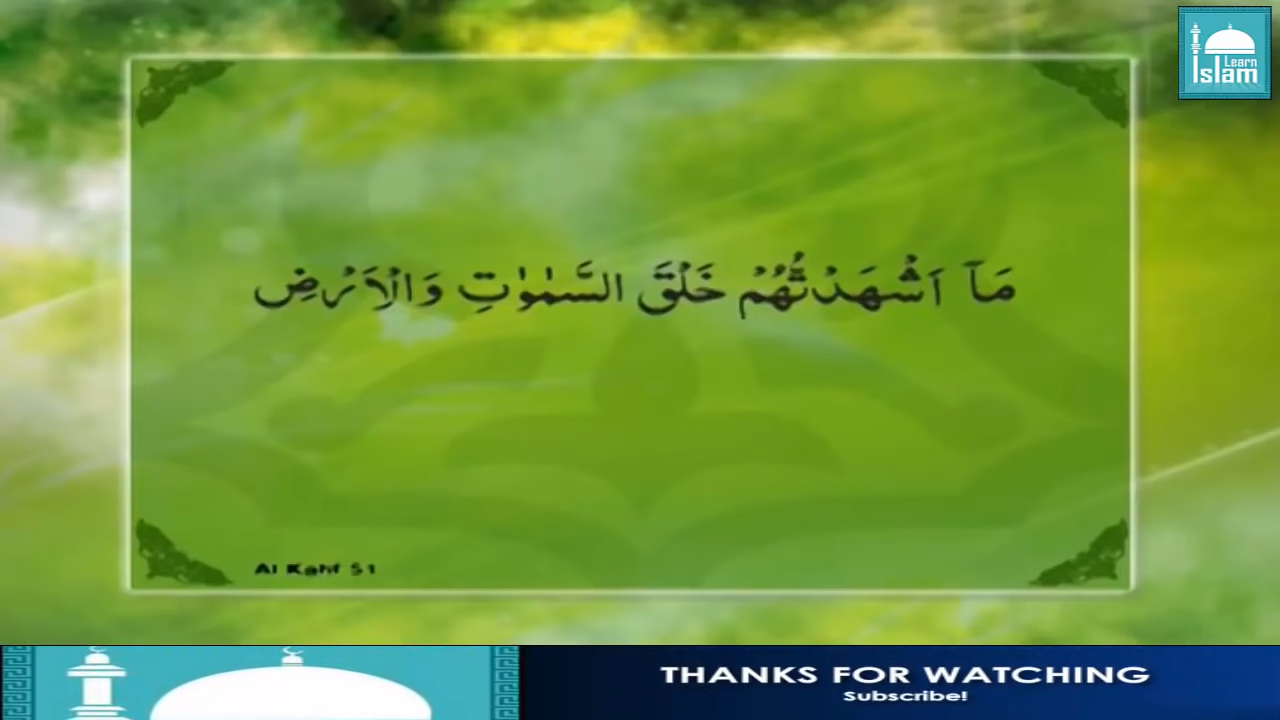 Learn
Islam
مَآ اَشْهَدْتُّهُمْ خَلْقَ السَّمٰوٰتِ وَالْاَرْضِ
Al Kahf 51
THANKS FOR WATCHING
Subscribe!